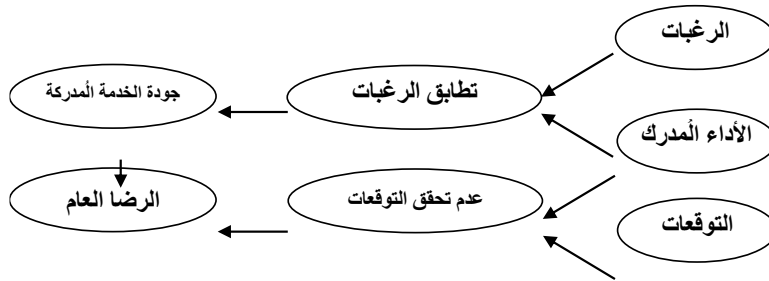 الرغبات
تطابق الرغبات
جودة الخدمة المُدركة
الأداء المُدرك
عدم تحقق التوقعات
الرضا العام
التوقعات